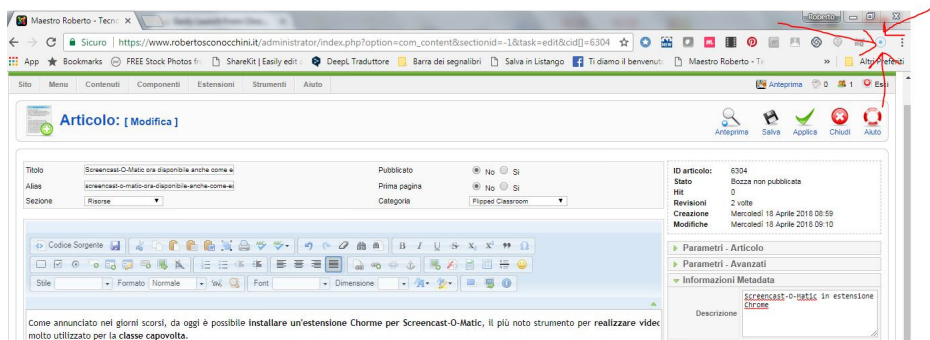 Maestro Roberto - Tecno
Roberto
Sicuro | https://www.robertosconocchini.it/administrator/index.php?option=com_content&sectionid=-1&task=edit&cid[]=6304
App Bookmarks FREE Stock Photos ShareKit | Easily edit DeepL Traduttore Barra dei segnalibri Salva in Listango Ti diamo il benvenuto Maestro Roberto - Te » Altri Preferiti
Sito Menu Contenuti Componenti Estensioni Strumenti Aiuto Anteprima 0 1 Esci
Articolo: [ Modifica ]
Anteprima Salva Applica Chiudi Aiuto
Titolo Screencast-O-Matic ora disponibile anche come e Pubblicato No Sì
Alias screencast-o-matic-ora-disponibile-anche-come-es Prima pagina No Sì
Sezione Risorse Categoria Flipped Classroom
ID articolo: 6304
Stato Bozza non pubblicata
Hit 0
Revisioni 2 volte
Creazione Mercoledì 18 Aprile 2018 08:59
Modifiche Mercoledì 18 Aprile 2018 09:10
Codice Sorgente B I U S X₂ X² Ω
Stile Formato Normale Font Dimensione
Parametri - Articolo
Parametri - Avanzati
Informazioni Metadata
Descrizione Screencast-O-Matic in estensione
Chrome
Come annunciato nei giorni scorsi, da oggi è possibile installare un'estensione Chorme per Screencast-O-Matic, il più noto strumento per realizzare videc
molto utilizzato per la classe capovolta.